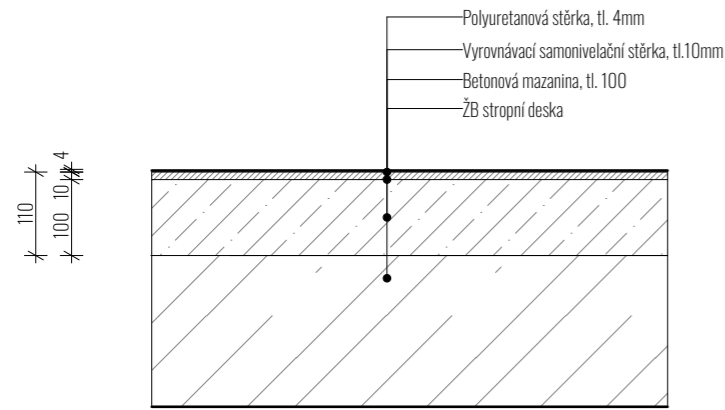 Polyuretanová stěrka, tl. 4mm
Vyrovnávací samonivelační stěrka, tl.10mm
Betonová mazanina, tl. 100
ŽB stropní deska
4
10
100
110